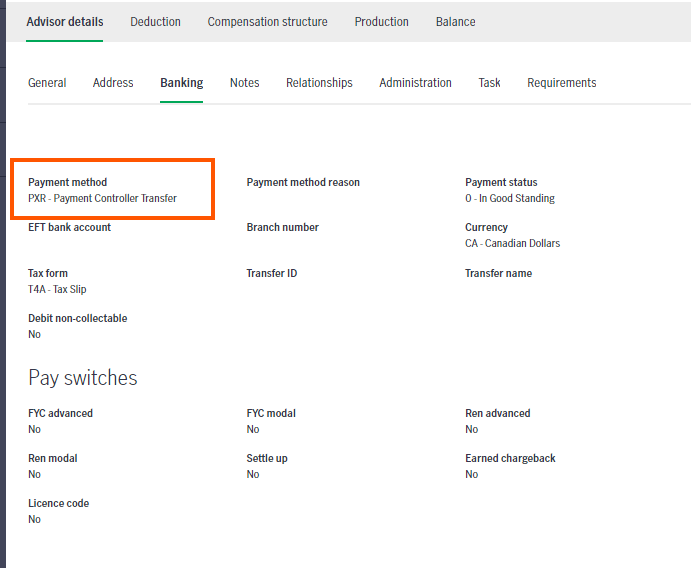 Advisor details Deduction Compensation structure Production Balance
General Address Banking Notes Relationships Administration Task Requirements
Payment method Payment method reason Payment status
PXR - Payment Controller Transfer 0 - In Good Standing
EFT bank account Branch number Currency
CA - Canadian Dollars
Tax form Transfer ID Transfer name
T4A - Tax Slip
Debit non-collectable
No
Pay switches
FYC advanced FYC modal Ren advanced
No No No
Ren modal Settle up Earned chargeback
No No No
Licence code
No